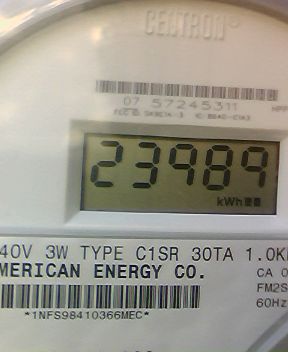 CENTRON
07 57245311
23989
kWh
40V 3W TYPE C1SR 30TA 1.0K
MERICAN ENERGY CO.
CA 0
FM2S
60Hz
*1NFS98410366MEC*